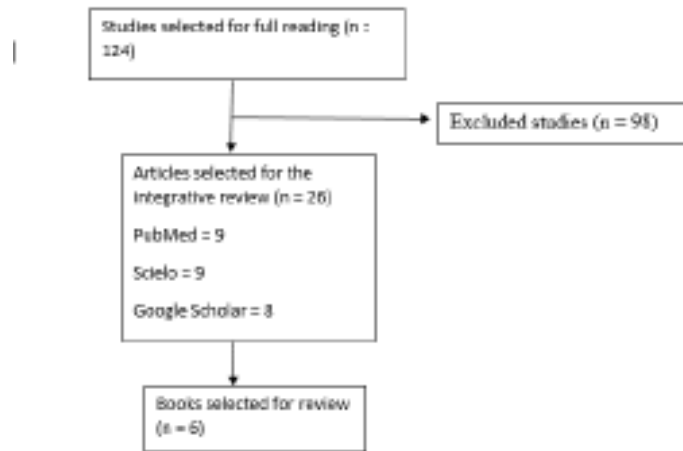 Studies selected for full reading (n =
124)
Excluded studies (n = 98)
Articles selected for the
integrative review (n = 26)
PubMed = 9
Scielo = 9
Google Scholar = 8
Books selected for review
(n = 6)